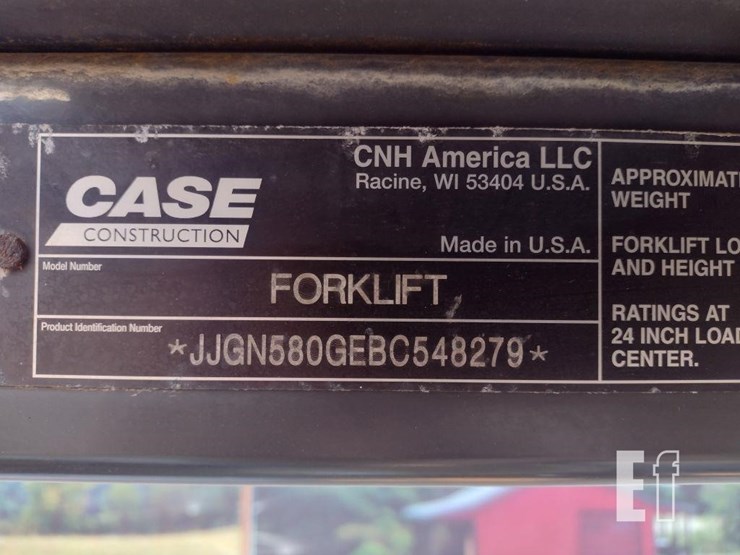 CASE
CONSTRUCTION
CNH America LLC
Racine, WI 53404 U.S.A.
Made in U.S.A.
Model Number
FORKLIFT
Product Identification Number
*JJGN580GEBC548279*
APPROXIMAT
WEIGHT
FORKLIFT LO
AND HEIGHT
RATINGS AT
24 INCH LOAD
CENTER.
Ef